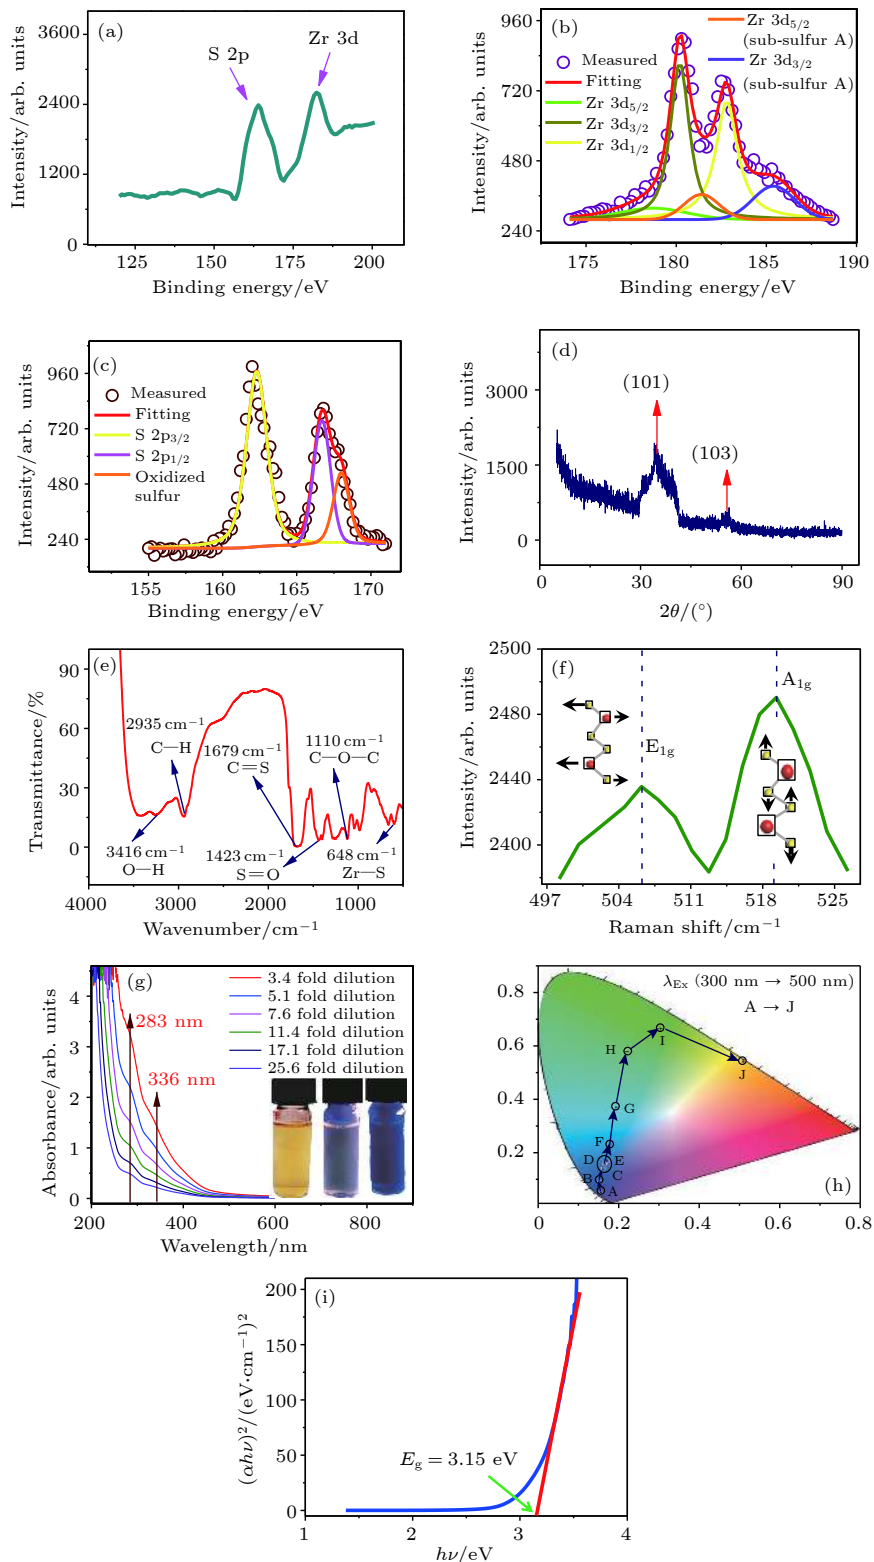 (a)
3600
2400
1200
0
S 2p
Zr 3d
125
150
175
200
Binding energy/eV
Intensity/arb. units
(b)
960
720
480
240
Measured
Fitting
Zr 3d5/2
Zr 3d3/2
Zr 3d1/2
Zr 3d5/2
(sub-sulfur A)
Zr 3d3/2
(sub-sulfur A)
175
180
185
190
Binding energy/eV
Intensity/arb. units
(c)
960
720
480
240
Measured
Fitting
S 2p3/2
S 2p1/2
Oxidized
sulfur
155
160
165
170
Binding energy/eV
Intensity/arb. units
(d)
3000
1500
0
(101)
(103)
0
30
60
90
2θ/(°)
Intensity/arb. units
(e)
90
60
30
0
2935 cm−1
C—H
1679 cm−1
C=S
1110 cm−1
C—O—C
3416 cm−1
O—H
1423 cm−1
S=O
648 cm−1
Zr—S
4000
3000
2000
1000
Wavenumber/cm−1
Transmittance/%
(f)
2500
2480
2440
2400
E1g
A1g
497
504
511
518
525
Raman shift/cm−1
Intensity/arb. units
(g)
4
3
2
1
0
283 nm
336 nm
3.4 fold dilution
5.1 fold dilution
7.6 fold dilution
11.4 fold dilution
17.1 fold dilution
25.6 fold dilution
200
400
600
800
Wavelength/nm
Absorbance/arb. units
0.8
0.6
0.4
0.2
λEx (300 nm → 500 nm)
A → J
H
I
J
G
F
D
E
B
C
A
(h)
0
0.2
0.4
0.6
0.8
(i)
200
150
100
50
0
Eg = 3.15 eV
1
2
3
4
hν/eV
(αhν)2/(eV·cm−1)2